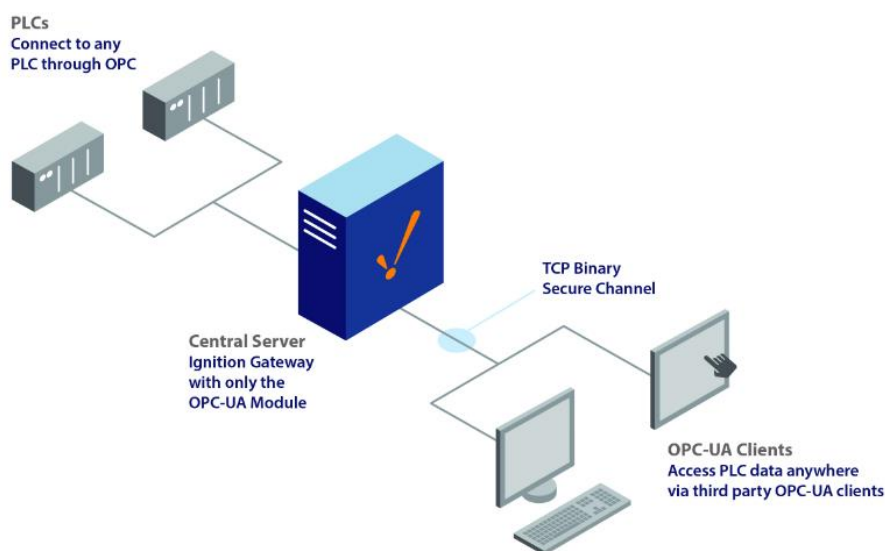 PLCs
Connect to any
PLC through OPC
TCP Binary
Secure Channel
Central Server
Ignition Gateway
with only the
OPC-UA Module
OPC-UA Clients
Access PLC data anywhere
via third party OPC-UA clients